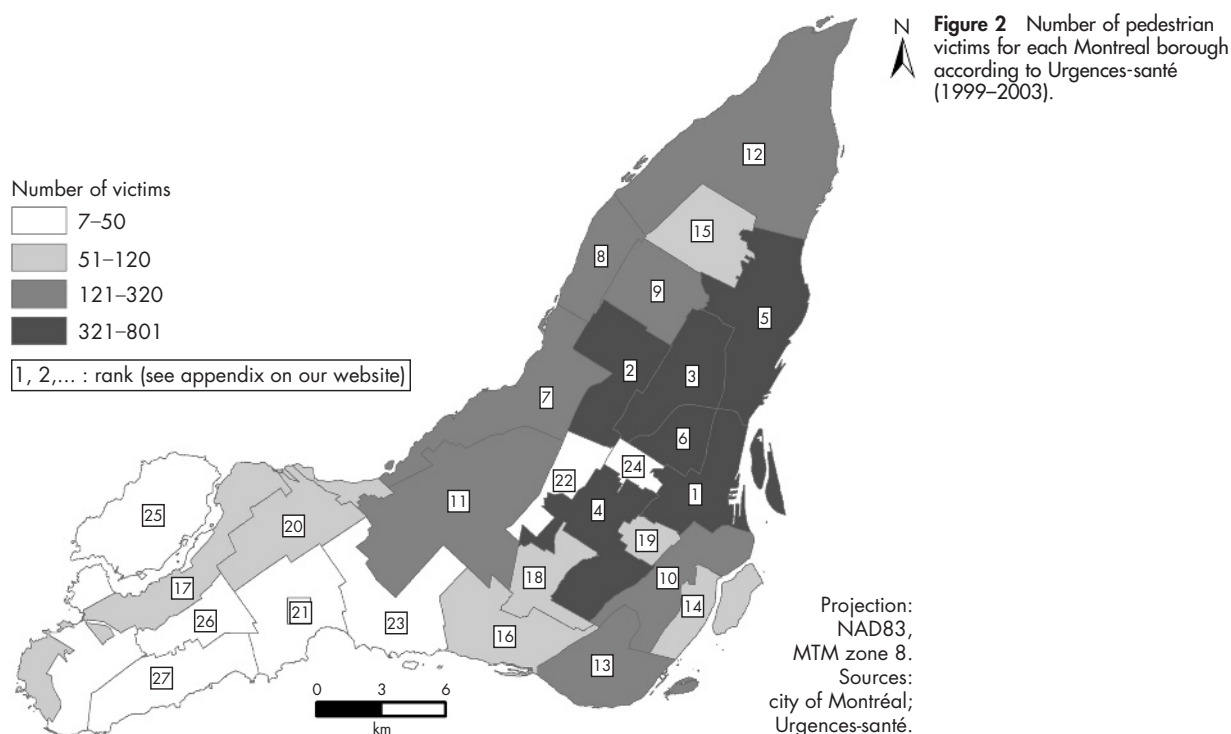 N
Figure 2 Number of pedestrian
victims for each Montreal borough
according to Urgences-santé
(1999–2003).
Number of victims
7–50
51–120
121–320
321–801
1, 2,... : rank (see appendix on our website)
12
15
8
9
5
2
3
7
6
24
22
1
11
4
25
20
19
18
10
17
14
21
26
23
16
13
27
0 3 6
km
Projection:
NAD83,
MTM zone 8.
Sources:
city of Montréal;
Urgences-santé.